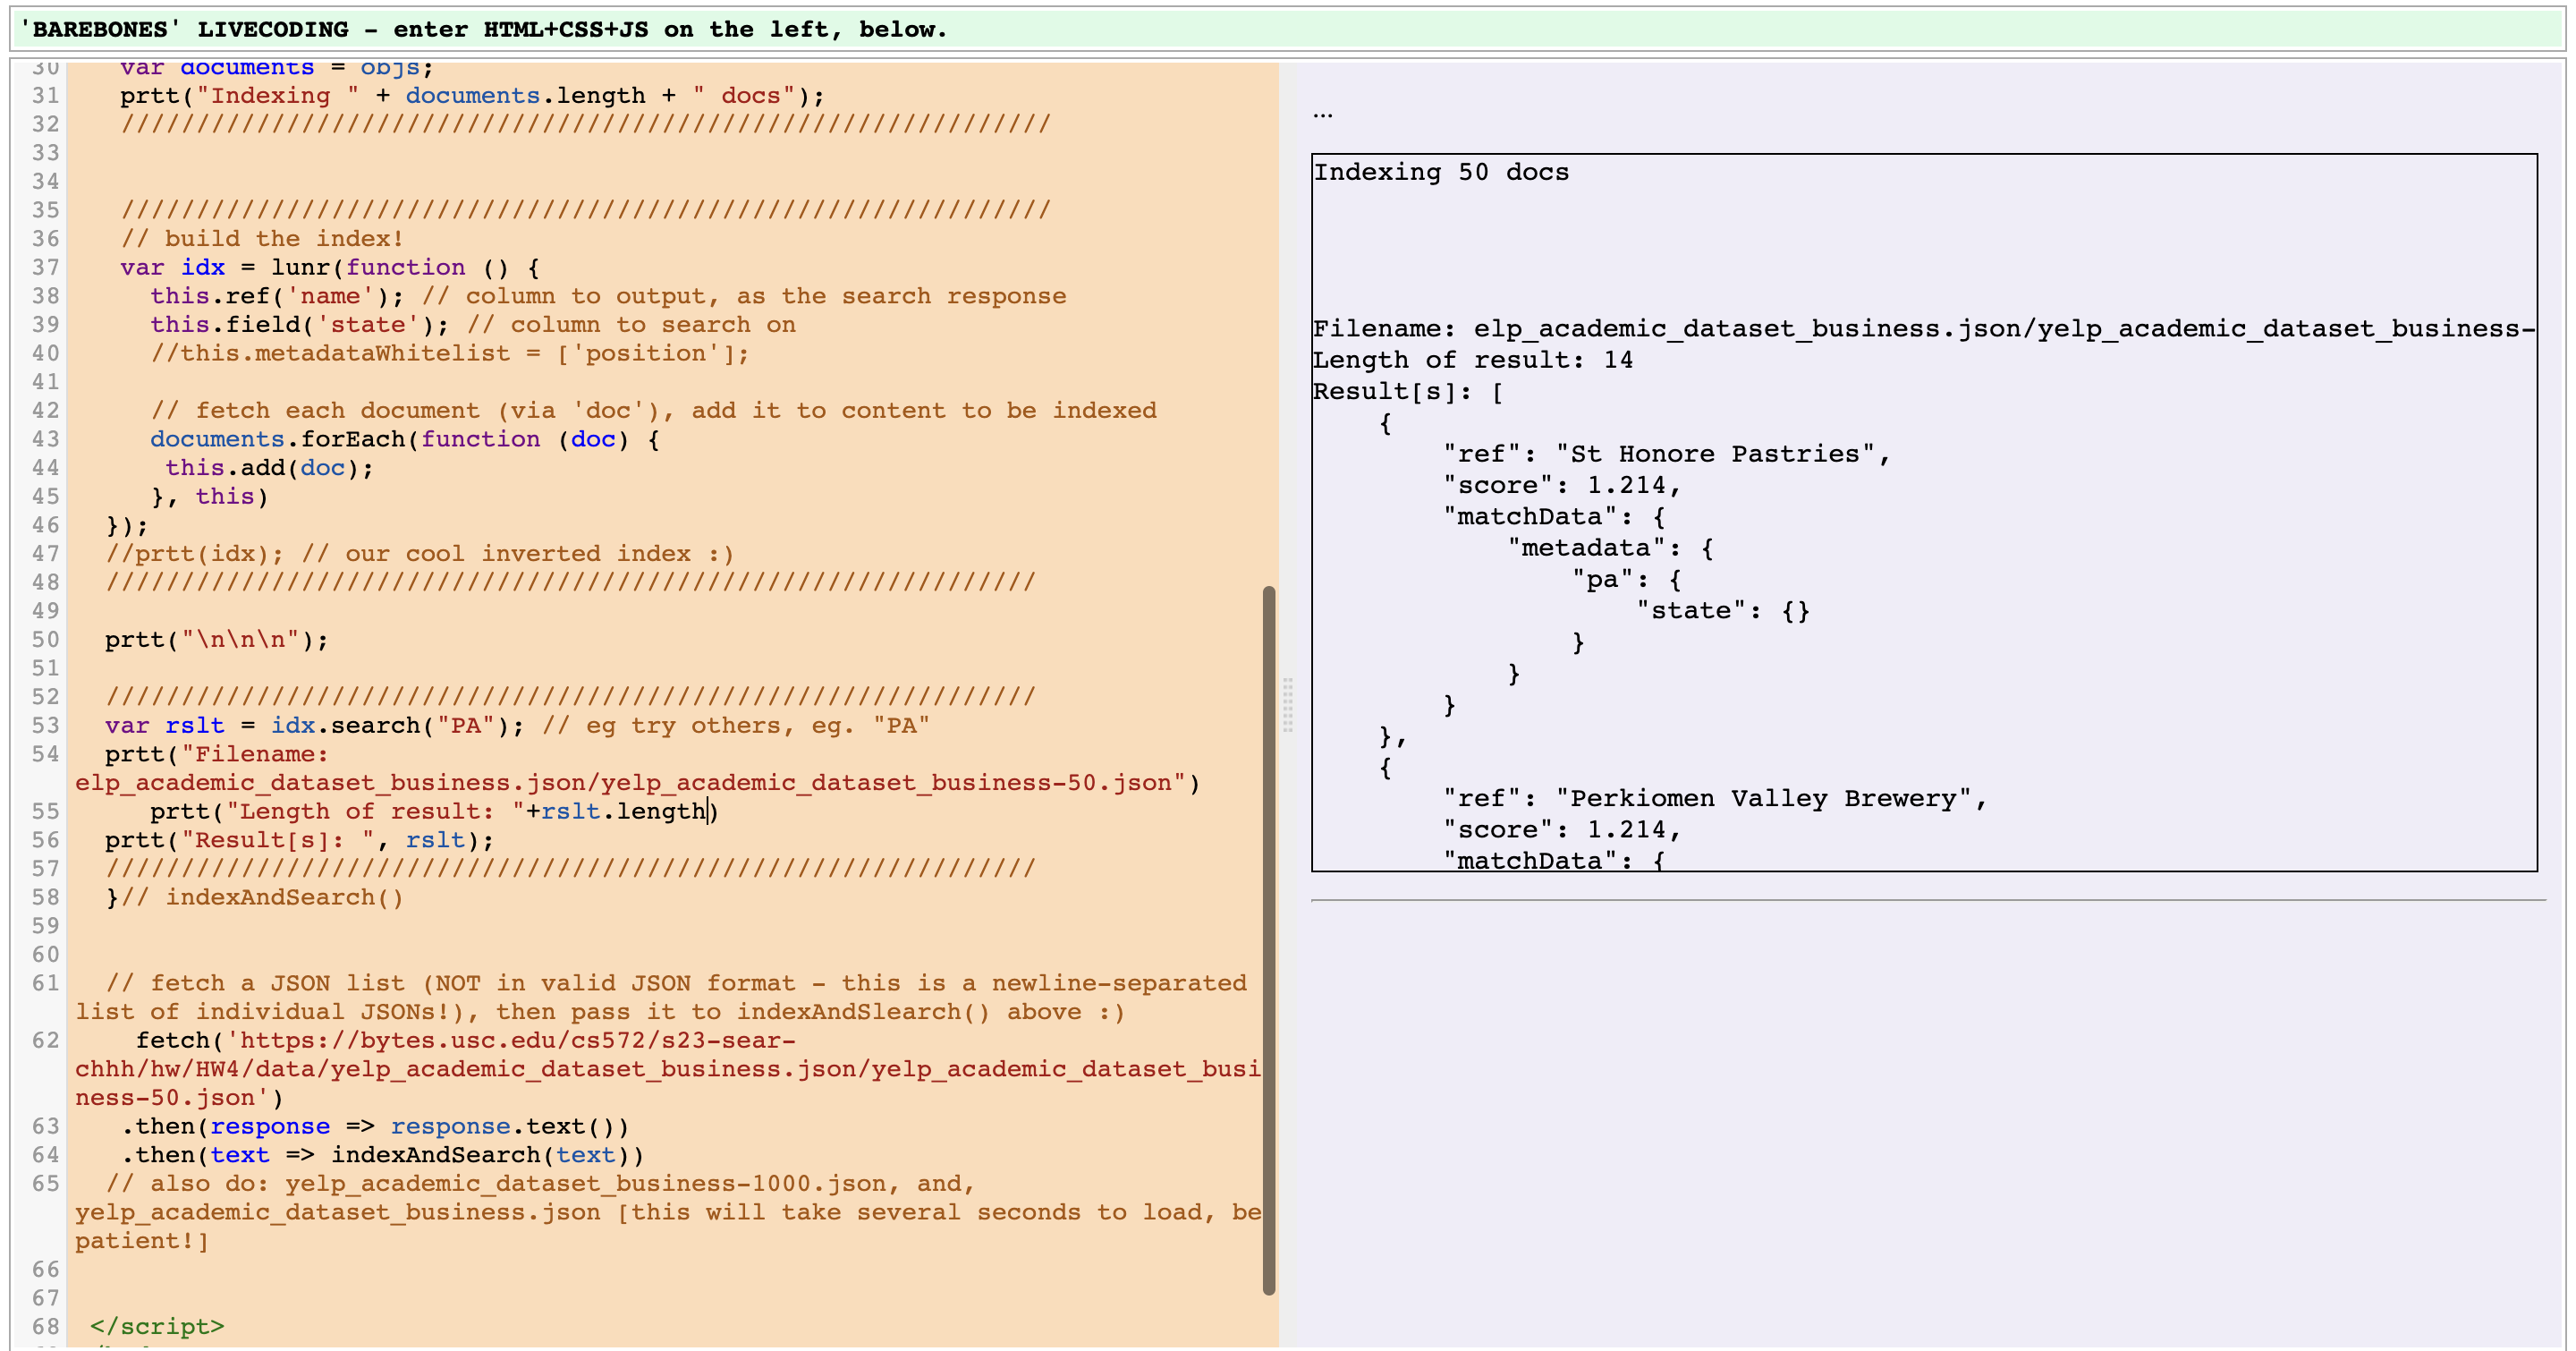 'BAREBONES' LIVECODING - enter HTML+CSS+JS on the left, below.
30 var documents = objs;
31 prtt("Indexing " + documents.length + " docs");
32 //////////////////////////////////////////////////////////////
33
34
35 //////////////////////////////////////////////////////////////
36 // build the index!
37 var idx = lunr(function () {
38 this.ref('name'); // column to output, as the search response
39 this.field('state'); // column to search on
40 //this.metadataWhitelist = ['position'];
41
42 // fetch each document (via 'doc'), add it to content to be indexed
43 documents.forEach(function (doc) {
44 this.add(doc);
45 }, this)
46 });
47 //prtt(idx); // our cool inverted index :)
48 //////////////////////////////////////////////////////////////
49
50 prtt("\n\n\n");
51
52 //////////////////////////////////////////////////////////////
53 var rslt = idx.search("PA"); // eg try others, eg. "PA"
54 prtt("Filename:
elp_academic_dataset_business.json/yelp_academic_dataset_business-50.json")
55 prtt("Length of result: "+rslt.length)
56 prtt("Result[s]: ", rslt);
57 //////////////////////////////////////////////////////////////
58 }// indexAndSearch()
59
60
61 // fetch a JSON list (NOT in valid JSON format - this is a newline-separated
list of individual JSONs!), then pass it to indexAndSlearch() above :)
62 fetch('https://bytes.usc.edu/cs572/s23-sear-
chhh/hw/HW4/data/yelp_academic_dataset_business.json/yelp_academic_dataset_busi
ness-50.json')
63 .then(response => response.text())
64 .then(text => indexAndSearch(text))
65 // also do: yelp_academic_dataset_business-1000.json, and,
yelp_academic_dataset_business.json [this will take several seconds to load, be
patient!]
66
67
68 </script>
...
Indexing 50 docs
Filename: elp_academic_dataset_business.json/yelp_academic_dataset_business-
Length of result: 14
Result[s]: [
{
"ref": "St Honore Pastries",
"score": 1.214,
"matchData": {
"metadata": {
"pa": {
"state": {}
}
}
}
},
{
"ref": "Perkiomen Valley Brewery",
"score": 1.214,
"matchData": {